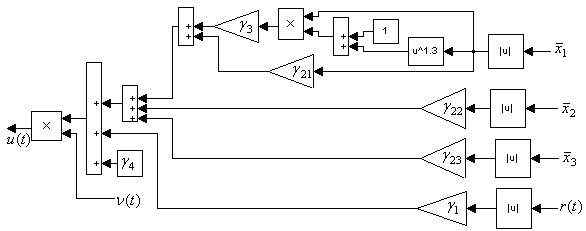 +
+
γ3
×
+
+
1
u^1.3
|u|
x̄1
γ21
+
+
+
+
+
+
γ22
|u|
x̄2
×
u(t)
γ4
γ23
|u|
x̄3
ν(t)
γ1
|u|
r(t)